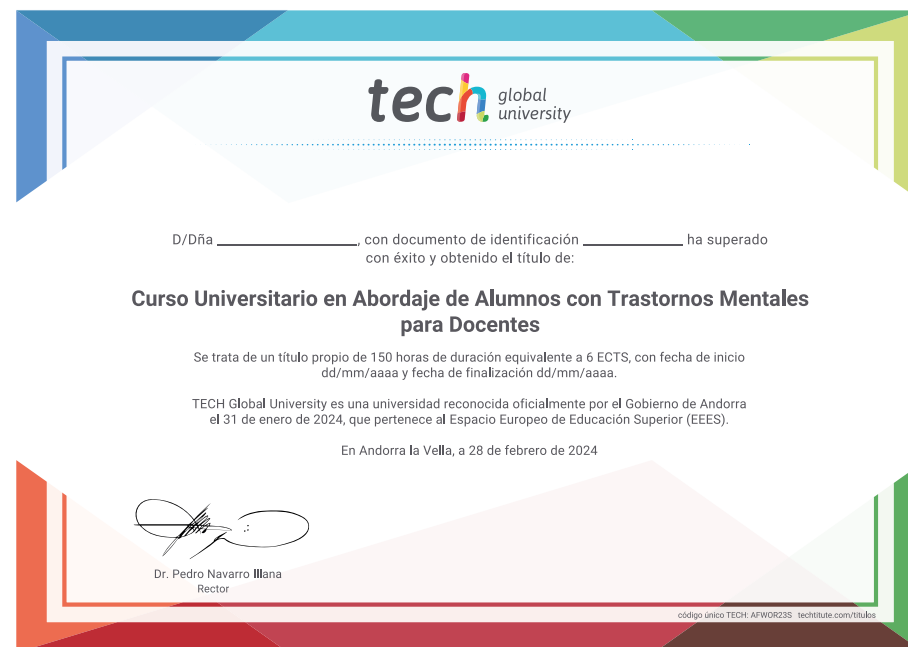 tech global university
D/Dña ____________________, con documento de identificación ______________ ha superado
con éxito y obtenido el título de:
Curso Universitario en Abordaje de Alumnos con Trastornos Mentales
para Docentes
Se trata de un título propio de 150 horas de duración equivalente a 6 ECTS, con fecha de inicio
dd/mm/aaaa y fecha de finalización dd/mm/aaaa.
TECH Global University es una universidad reconocida oficialmente por el Gobierno de Andorra
el 31 de enero de 2024, que pertenece al Espacio Europeo de Educación Superior (EEES).
En Andorra la Vella, a 28 de febrero de 2024
Dr. Pedro Navarro Illana
Rector
código único TECH: AFWOR23S techtitute.com/titulos